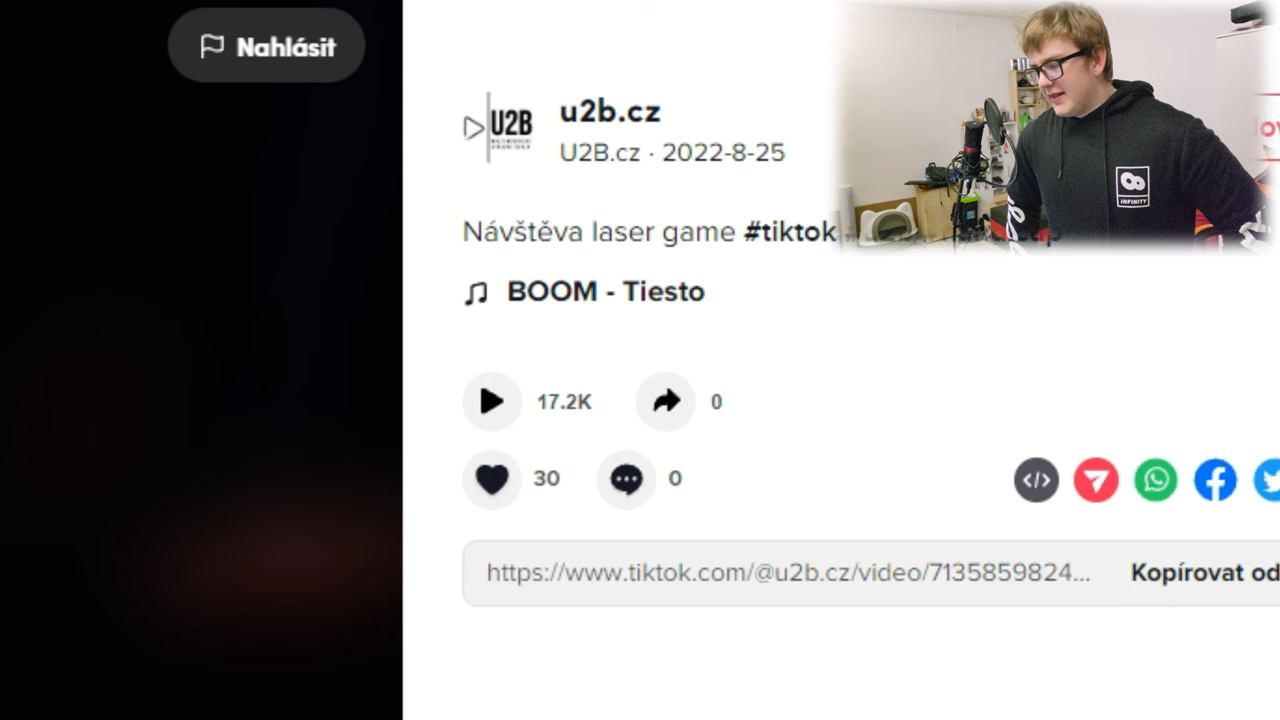 Nahlásit
U2B
u2b.cz
U2B.cz · 2022-8-25
Návštěva laser game #tiktok
BOOM - Tiesto
17.2K
0
30
0
https://www.tiktok.com/@u2b.cz/video/7135859824...
Kopírovat od
INFINITY